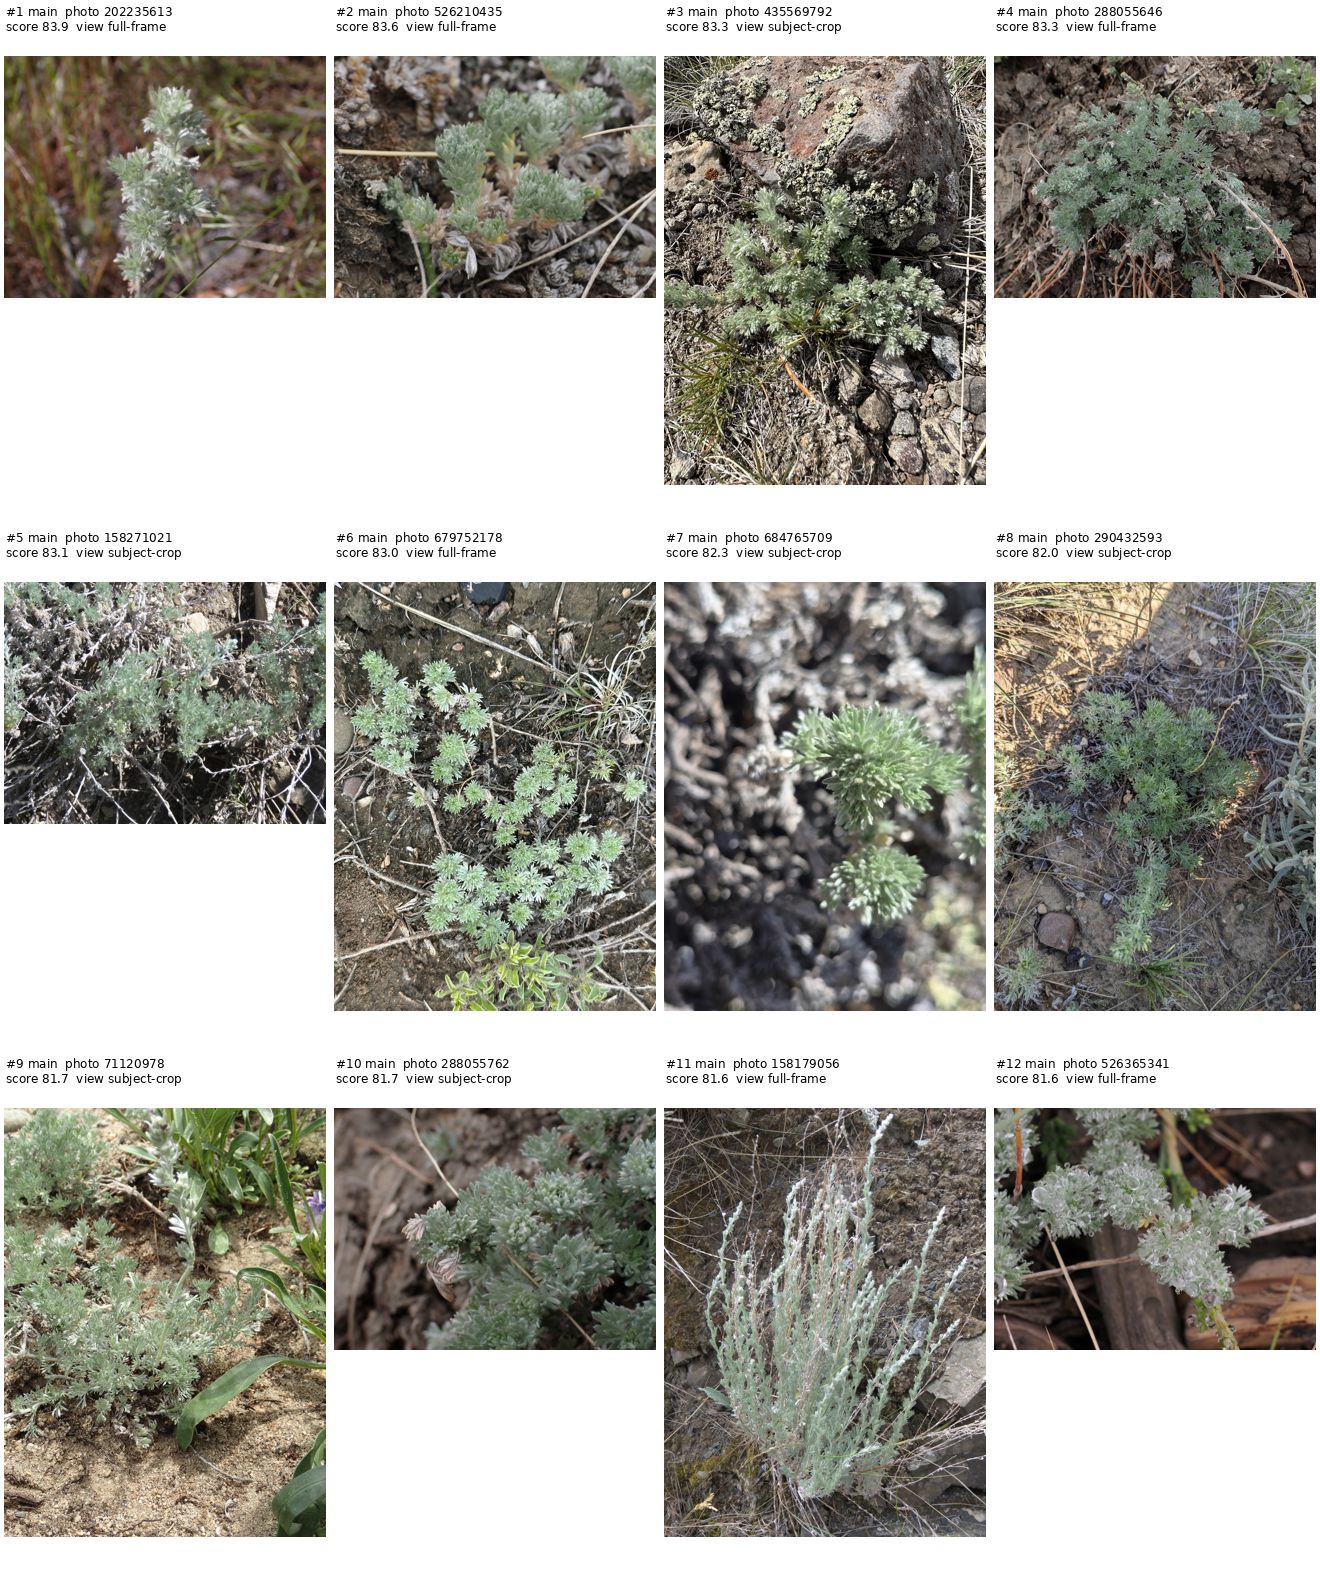 #1 main  photo 202235613
score 83.9  view full-frame
#2 main  photo 526210435
score 83.6  view full-frame
#3 main  photo 435569792
score 83.3  view subject-crop
#4 main  photo 288055646
score 83.3  view full-frame
#5 main  photo 158271021
score 83.1  view subject-crop
#6 main  photo 679752178
score 83.0  view full-frame
#7 main  photo 684765709
score 82.3  view subject-crop
#8 main  photo 290432593
score 82.0  view subject-crop
#9 main  photo 71120978
score 81.7  view subject-crop
#10 main  photo 288055762
score 81.7  view subject-crop
#11 main  photo 158179056
score 81.6  view full-frame
#12 main  photo 526365341
score 81.6  view full-frame